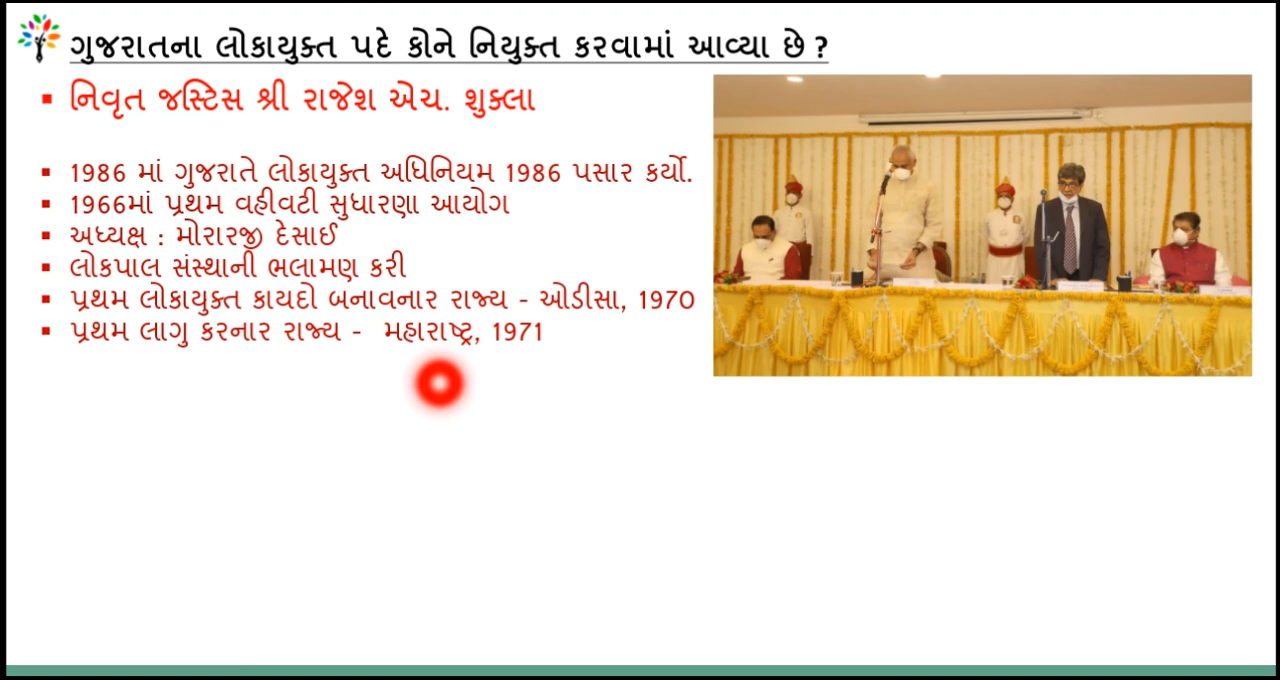 ગુજરાતના લોકાયુક્ત પદે કોને નિયુક્ત કરવામાં આવ્યા છે ?
▪ નિવૃત જસ્ટિસ શ્રી રાજેશ એચ. શુક્લા
▪ 1986 માં ગુજરાતે લોકાયુક્ત અધિનિયમ 1986 પસાર કર્યો.
▪ 1966માં પ્રથમ વહીવટી સુધારણા આયોગ
▪ અધ્યક્ષ : મોરારજી દેસાઈ
▪ લોકપાલ સંસ્થાની ભલામણ કરી
▪ પ્રથમ લોકાયુક્ત કાયદો બનાવનાર રાજ્ય - ઓડીસા, 1970
▪ પ્રથમ લાગુ કરનાર રાજ્ય - મહારાષ્ટ્ર, 1971